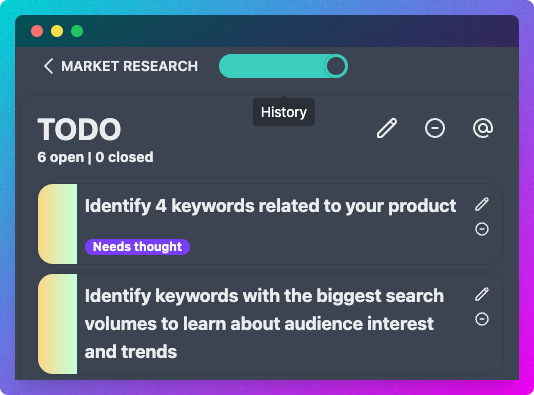 MARKET RESEARCH
History
TODO
6 open | 0 closed
Identify 4 keywords related to your product
Needs thought
Identify keywords with the biggest search
volumes to learn about audience interest
and trends